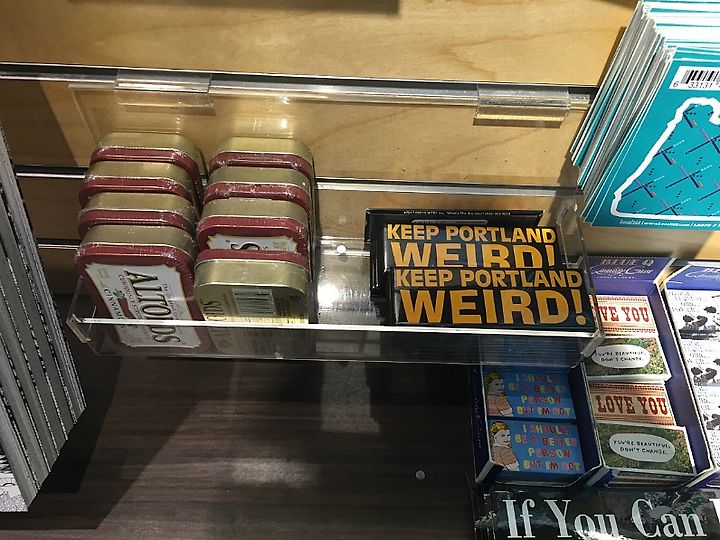 KEEP PORTLAND
WEIRD!
KEEP PORTLAND
WEIRD!
ALTOIDS
BLUE Q
LOVE YOU
YOU'RE BEAUTIFUL.
DON'T CHANGE.
LOVE YOU
YOU'RE BEAUTIFUL.
DON'T CHANGE.
I SHOULD
BE A BETTER
PERSON
BUT I'M NOT
I SHOULD
BE A BETTER
PERSON
BUT I'M NOT
If You Can